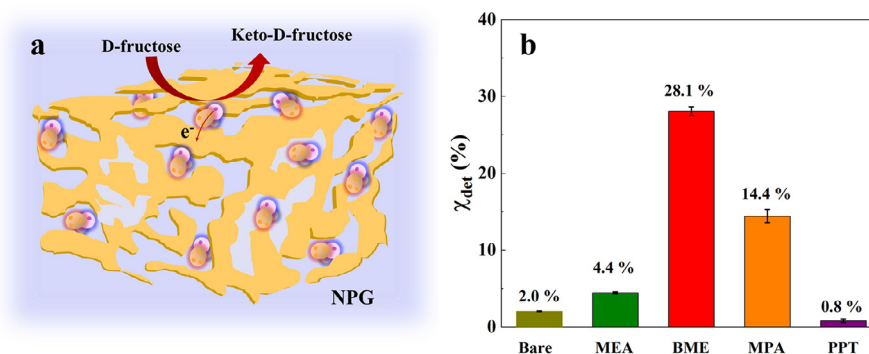 a
D-fructose
Keto-D-fructose
e-
NPG
b
χdet (%)
40
30
20
10
0
2.0 %
4.4 %
28.1 %
14.4 %
0.8 %
Bare MEA BME MPA PPT